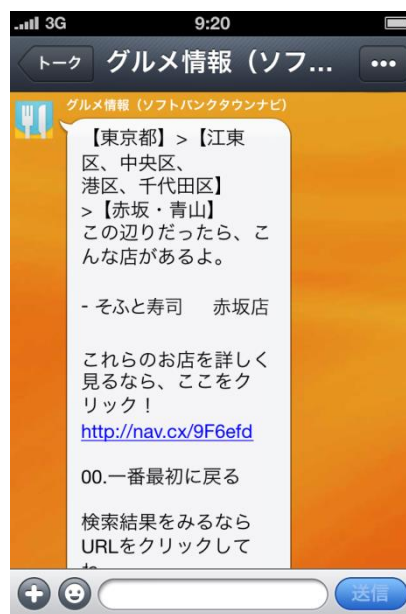 3G
9:20
トーク
グルメ情報（ソフ...
グルメ情報（ソフトバンクタウンナビ）
【東京都】>【江東
区、中央区、
港区、千代田区】
>【赤坂・青山】
この辺りだったら、こ
んな店があるよ。
- そふと寿司　赤坂店
これらのお店を詳しく
見るなら、ここをク
リック！
http://nav.cx/9F6efd
00.一番最初に戻る
検索結果をみるなら
URLをクリックして
送信